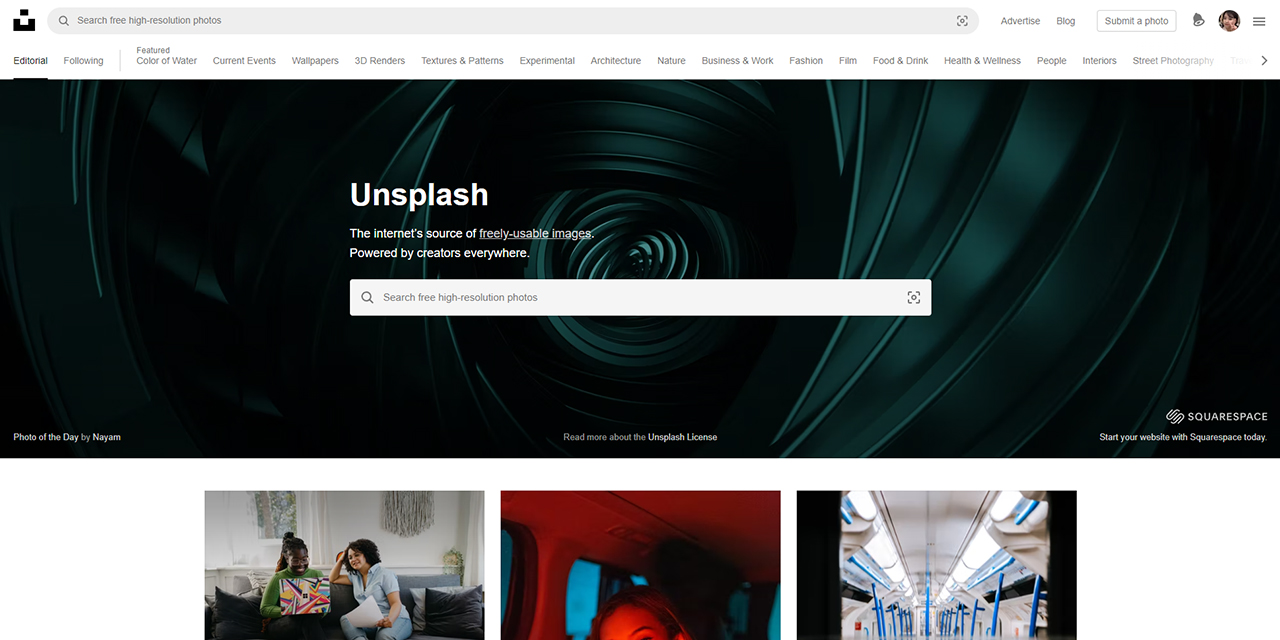 Search free high-resolution photos
Advertise
Blog
Submit a photo
Editorial
Following
Featured
Color of Water
Current Events
Wallpapers
3D Renders
Textures & Patterns
Experimental
Architecture
Nature
Business & Work
Fashion
Film
Food & Drink
Health & Wellness
People
Interiors
Street Photography
Unsplash
The internet's source of freely-usable images.
Powered by creators everywhere.
Search free high-resolution photos
SQUARESPACE
Photo of the Day by Nayam
Read more about the Unsplash License
Start your website with Squarespace today.